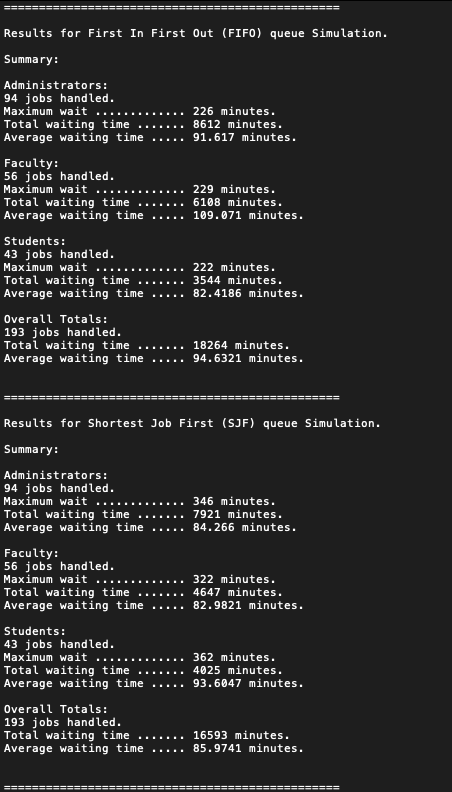 ================================================
Results for First In First Out (FIFO) queue Simulation.
Summary:
Administrators:
94 jobs handled.
Maximum wait ............. 226 minutes.
Total waiting time ....... 8612 minutes.
Average waiting time ..... 91.617 minutes.
Faculty:
56 jobs handled.
Maximum wait ............. 229 minutes.
Total waiting time ....... 6108 minutes.
Average waiting time ..... 109.071 minutes.
Students:
43 jobs handled.
Maximum wait ............. 222 minutes.
Total waiting time ....... 3544 minutes.
Average waiting time ..... 82.4186 minutes.
Overall Totals:
193 jobs handled.
Total waiting time ....... 18264 minutes.
Average waiting time ..... 94.6321 minutes.
================================================
Results for Shortest Job First (SJF) queue Simulation.
Summary:
Administrators:
94 jobs handled.
Maximum wait ............. 346 minutes.
Total waiting time ....... 7921 minutes.
Average waiting time ..... 84.266 minutes.
Faculty:
56 jobs handled.
Maximum wait ............. 322 minutes.
Total waiting time ....... 4647 minutes.
Average waiting time ..... 82.9821 minutes.
Students:
43 jobs handled.
Maximum wait ............. 362 minutes.
Total waiting time ....... 4025 minutes.
Average waiting time ..... 93.6047 minutes.
Overall Totals:
193 jobs handled.
Total waiting time ....... 16593 minutes.
Average waiting time ..... 85.9741 minutes.
================================================